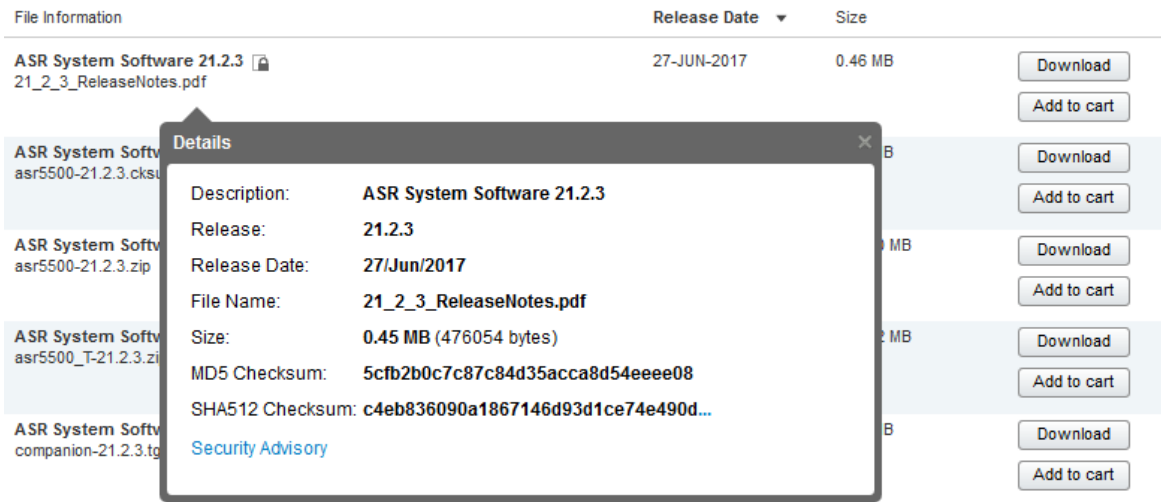 File Information Release Date Size
ASR System Software 21.2.3 27-JUN-2017 0.46 MB Download
21_2_3_ReleaseNotes.pdf
Add to cart
Details
ASR System Softw B Download
asr5500-21.2.3.cksu
Add to cart
Description: ASR System Software 21.2.3
Release: 21.2.3
ASR System Softw MB Download
asr5500-21.2.3.zip
Release Date: 27/Jun/2017
File Name: 21_2_3_ReleaseNotes.pdf Add to cart
ASR System Softw MB Download
asr5500_T-21.2.3.zi
Size: 0.45 MB (476054 bytes)
MD5 Checksum: 5cfb2b0c7c87c84d35acca8d54eeee08 Add to cart
SHA512 Checksum: c4eb836090a1867146d93d1ce74e490d...
ASR System Softw B Download
companion-21.2.3.tg
Security Advisory
Add to cart